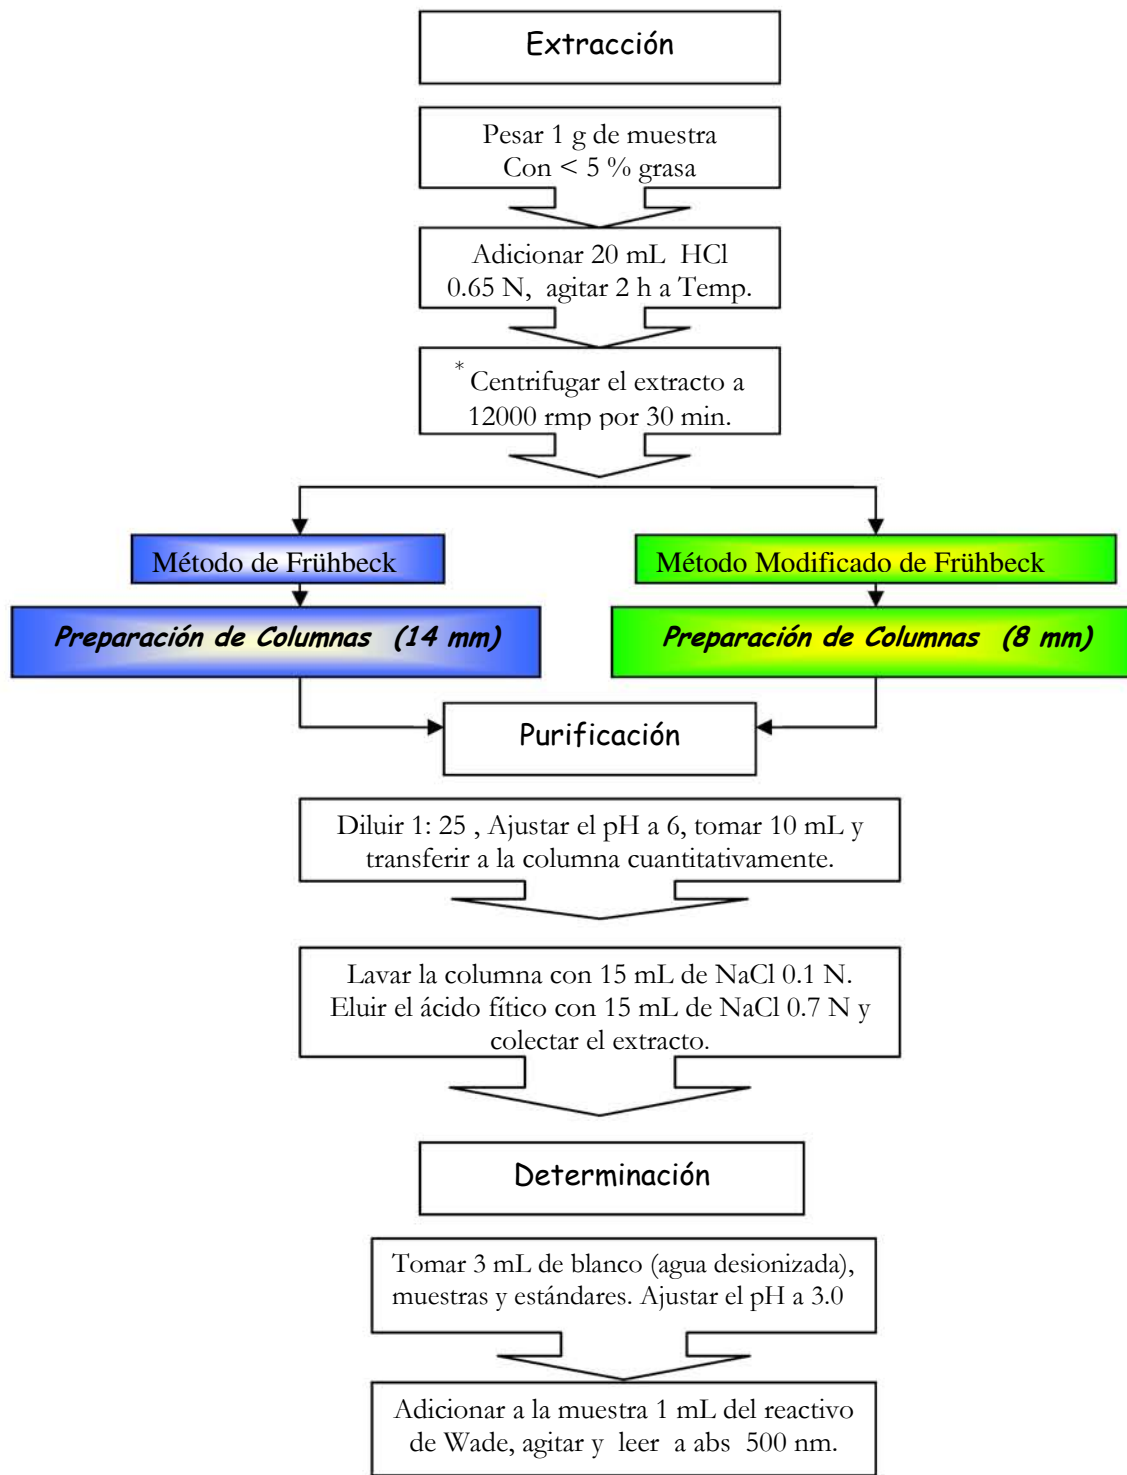 Extracción
Pesar 1 g de muestra
Con < 5 % grasa
Adicionar 20 mL HCl
0.65 N, agitar 2 h a Temp.
* Centrifugar el extracto a
12000 rmp por 30 min.
Método de Frühbeck
Método Modificado de Frühbeck
Preparación de Columnas (14 mm)
Preparación de Columnas (8 mm)
Purificación
Diluir 1: 25 , Ajustar el pH a 6, tomar 10 mL y
transferir a la columna cuantitativamente.
Lavar la columna con 15 mL de NaCl 0.1 N.
Eluir el ácido fítico con 15 mL de NaCl 0.7 N y
colectar el extracto.
Determinación
Tomar 3 mL de blanco (agua desionizada),
muestras y estándares. Ajustar el pH a 3.0
Adicionar a la muestra 1 mL del reactivo
de Wade, agitar y leer a abs 500 nm.